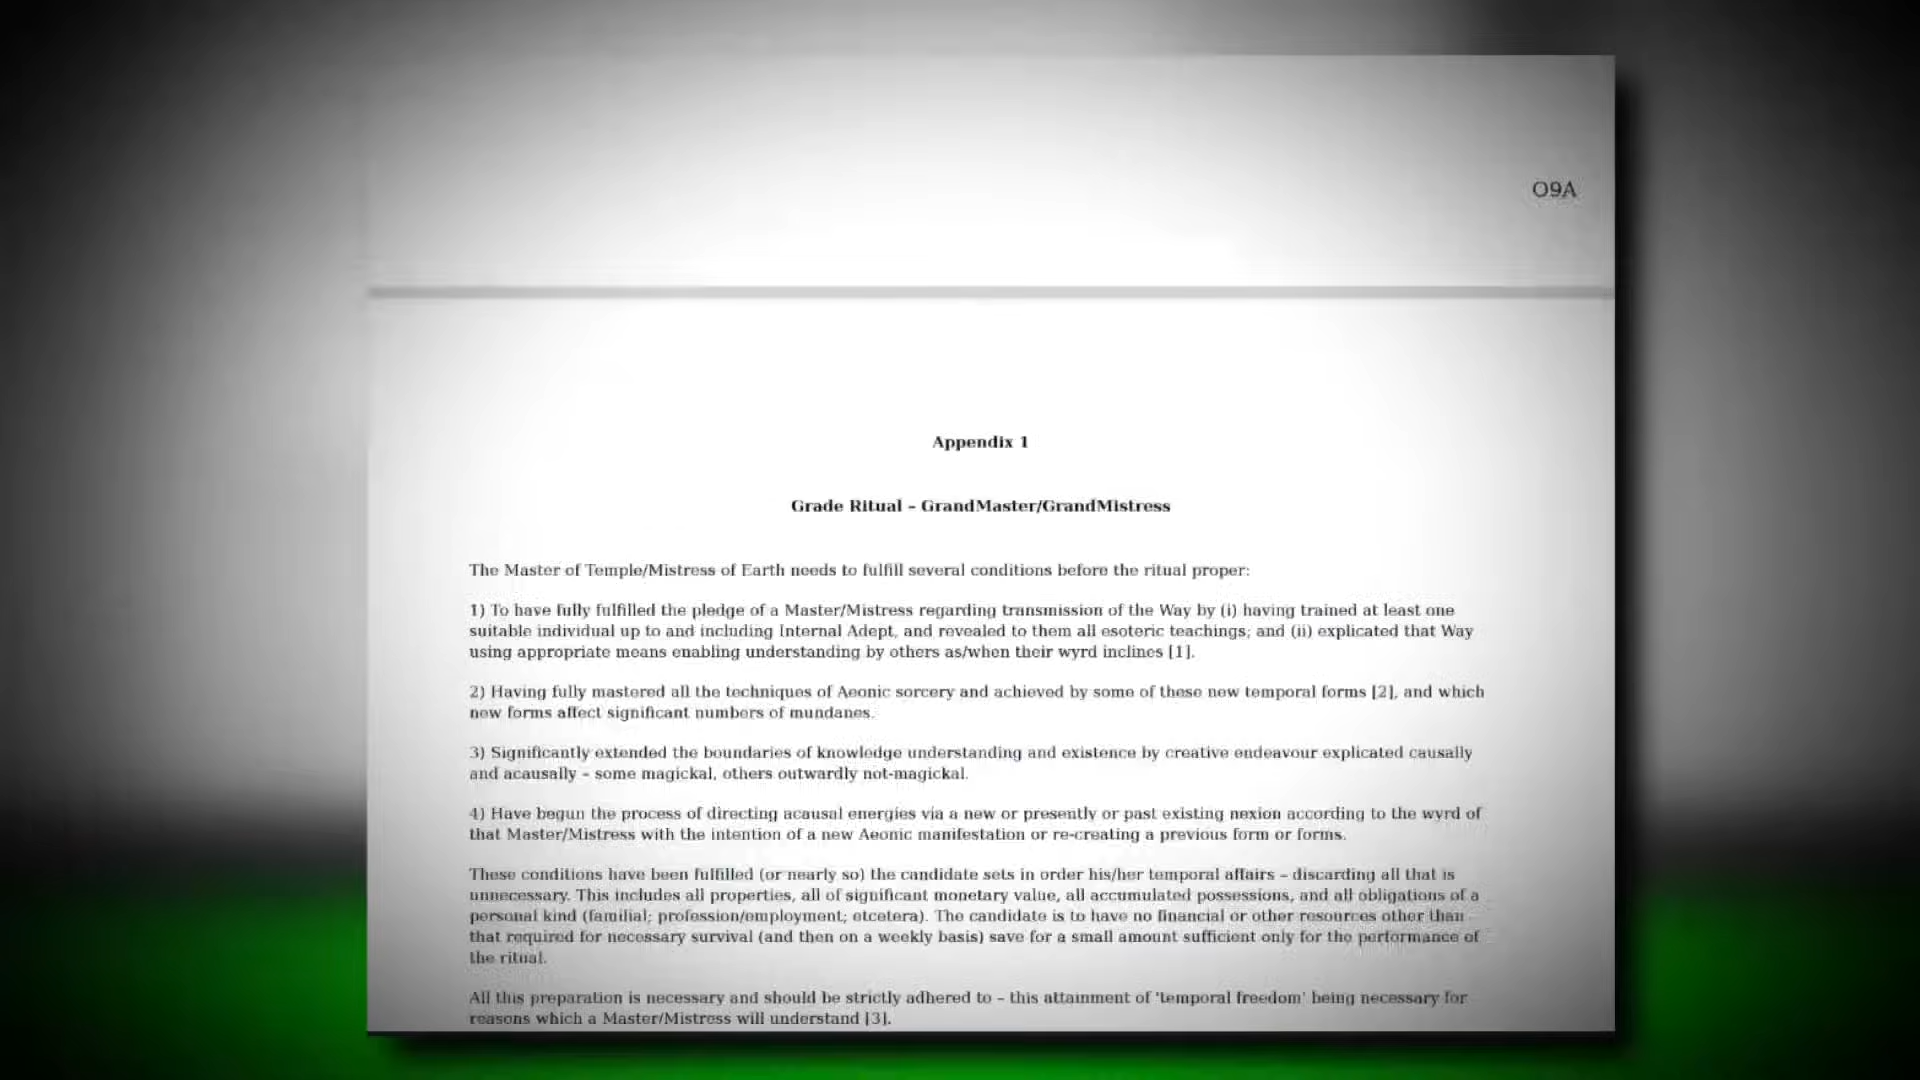 O9A
Appendix 1
Grade Ritual – GrandMaster/GrandMistress
The Master of Temple/Mistress of Earth needs to fulfill several conditions before the ritual proper:
1) To have fully fulfilled the pledge of a Master/Mistress regarding transmission of the Way by (i) having trained at least one
suitable individual up to and including Internal Adept, and revealed to them all esoteric teachings; and (ii) explicated that Way
using appropriate means enabling understanding by others as/when their wyrd inclines [1].
2) Having fully mastered all the techniques of Aeonic sorcery and achieved by some of these new temporal forms [2], and which
new forms affect significant numbers of mundanes.
3) Significantly extended the boundaries of knowledge understanding and existence by creative endeavour explicated causally
and acausally – some magickal, others outwardly not-magickal.
4) Have begun the process of directing acausal energies via a new or presently or past existing nexion according to the wyrd of
that Master/Mistress with the intention of a new Aeonic manifestation or re-creating a previous form or forms.
These conditions have been fulfilled (or nearly so) the candidate sets in order his/her temporal affairs – discarding all that is
unnecessary. This includes all properties, all of significant monetary value, all accumulated possessions, and all obligations of a
personal kind (familial; profession/employment; etcetera). The candidate is to have no financial or other resources other than
that required for necessary survival (and then on a weekly basis) save for a small amount sufficient only for the performance of
the ritual.
All this preparation is necessary and should be strictly adhered to – this attainment of 'temporal freedom' being necessary for
reasons which a Master/Mistress will understand [3].